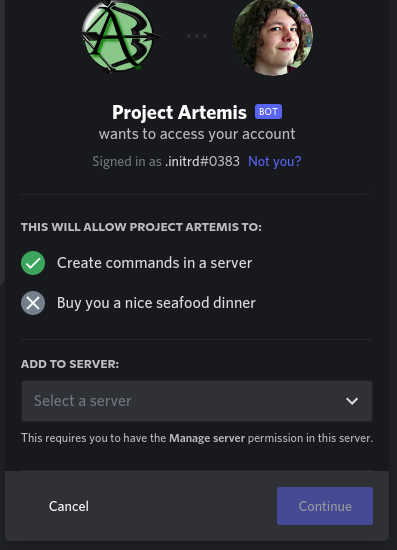 Project Artemis BOT
wants to access your account
Signed in as .initrd#0383 Not you?
THIS WILL ALLOW PROJECT ARTEMIS TO:
Create commands in a server
Buy you a nice seafood dinner
ADD TO SERVER:
Select a server
This requires you to have the Manage server permission in this server.
Cancel
Continue